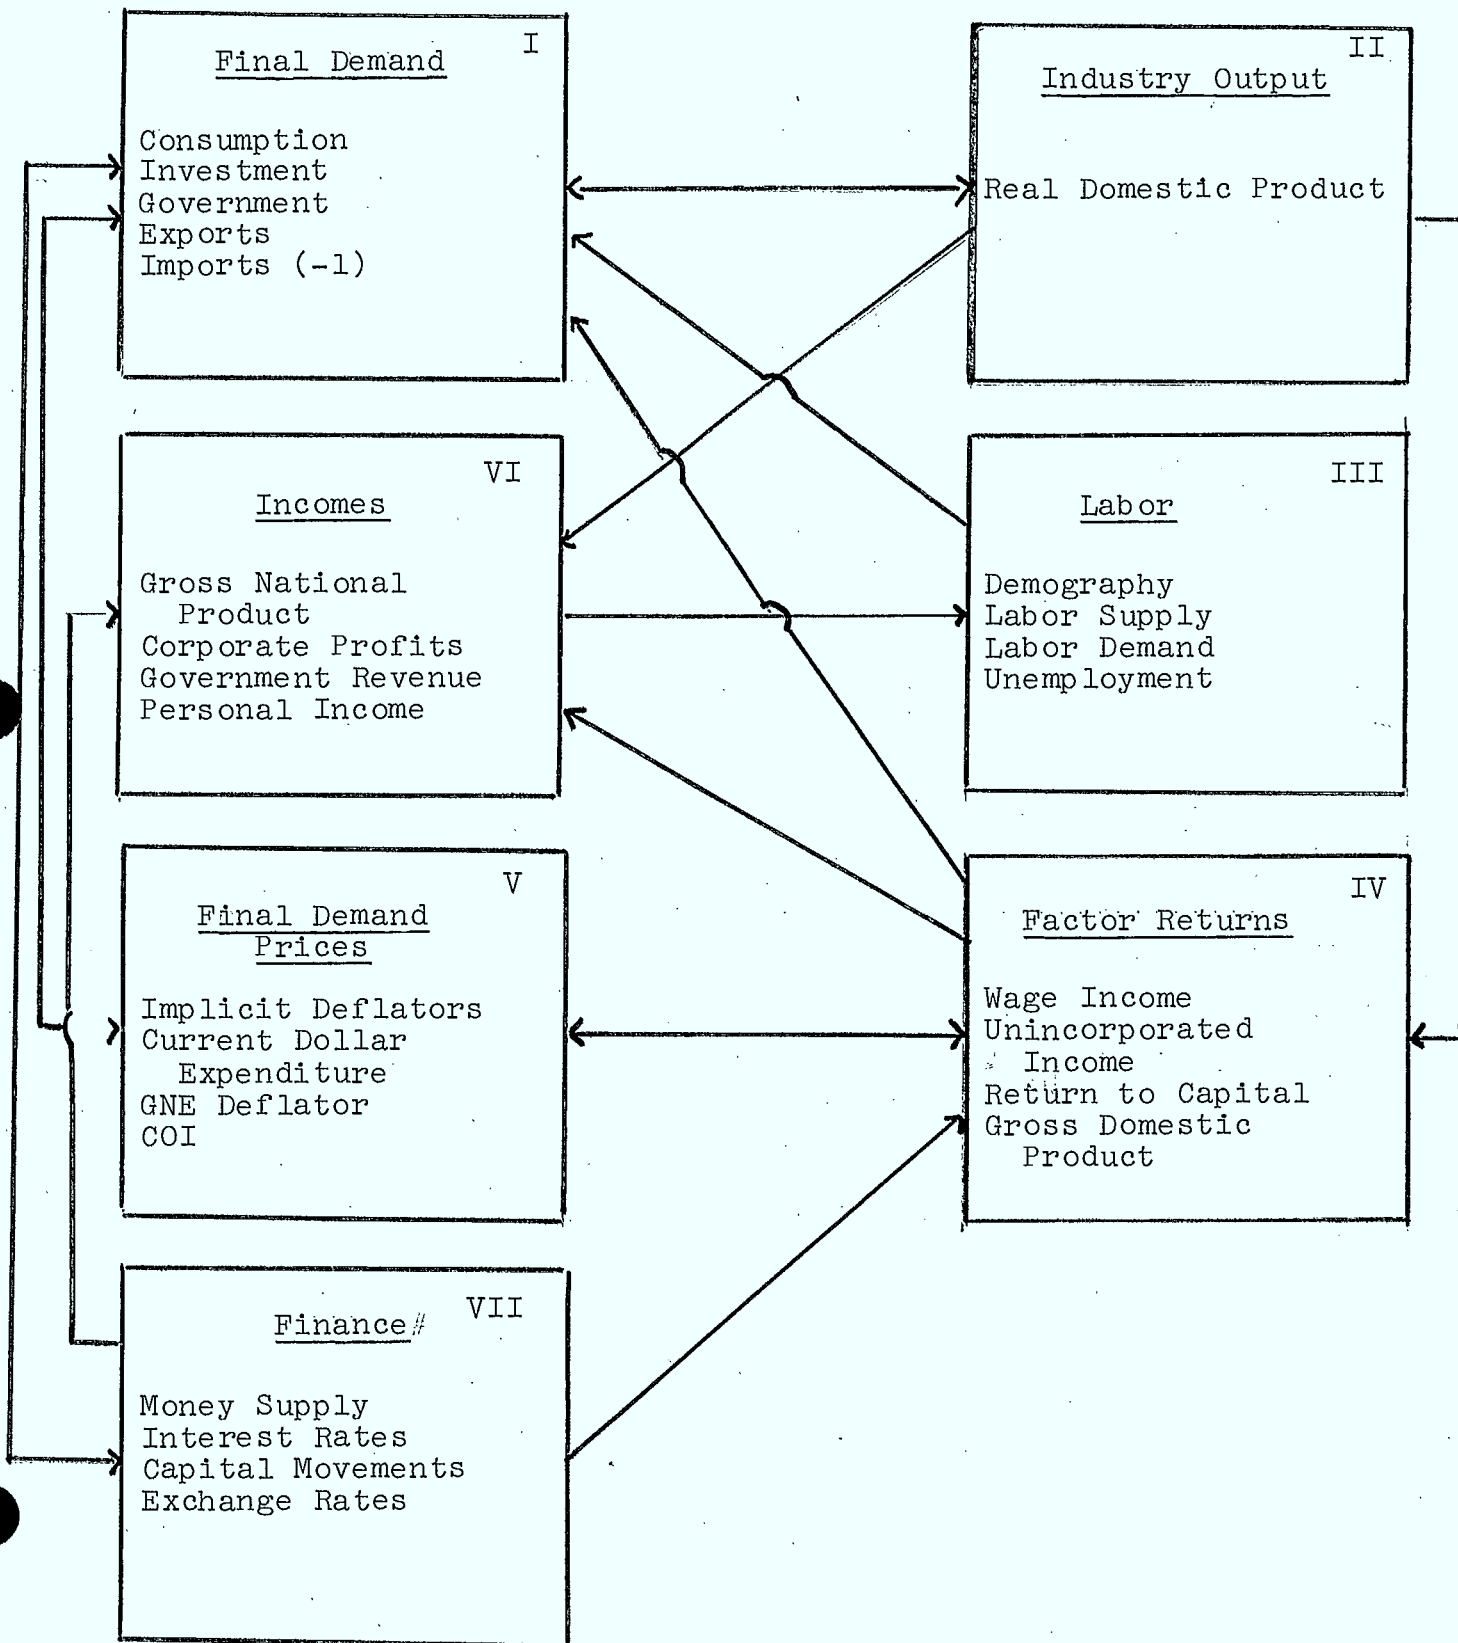 I
Final Demand
Consumption
Investment
Government
Exports
Imports (-1)
II
Industry Output
Real Domestic Product
VI
Incomes
Gross National
Product
Corporate Profits
Government Revenue
Personal Income
III
Labor
Demography
Labor Supply
Labor Demand
Unemployment
V
Final Demand
Prices
Implicit Deflators
Current Dollar
Expenditure
GNE Deflator
COI
IV
Factor Returns
Wage Income
Unincorporated
Income
Return to Capital
Gross Domestic
Product
VII
Finance#
Money Supply
Interest Rates
Capital Movements
Exchange Rates